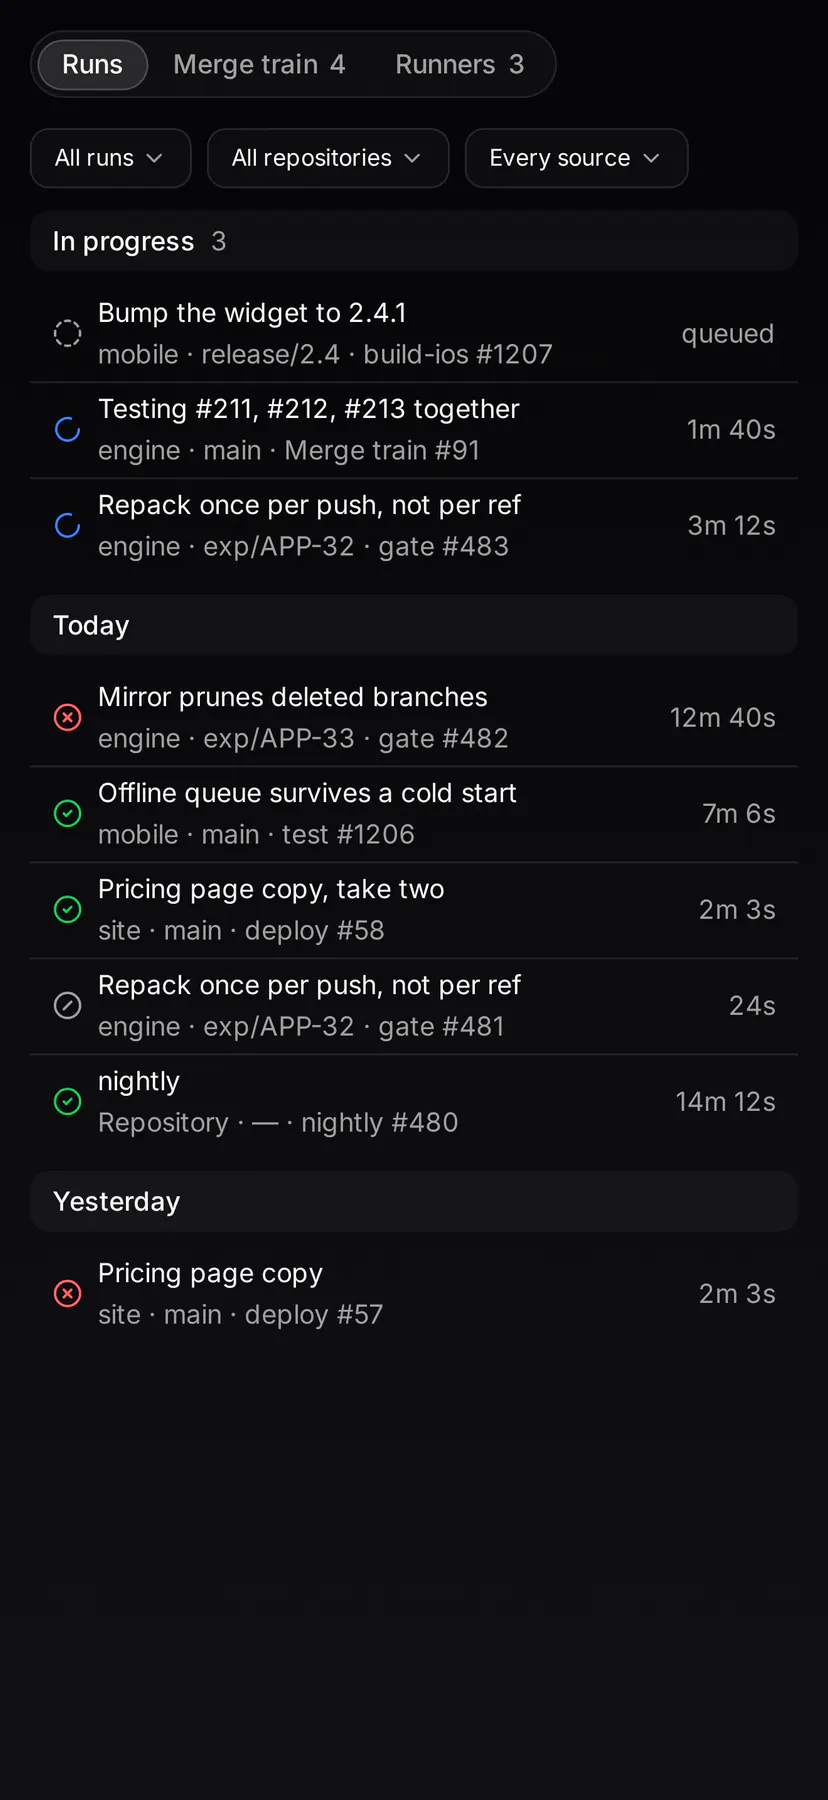 Runs Merge train 4 Runners 3
All runs All repositories Every source
In progress 3
Bump the widget to 2.4.1
mobile · release/2.4 · build-ios #1207
queued
Testing #211, #212, #213 together
engine · main · Merge train #91
1m 40s
Repack once per push, not per ref
engine · exp/APP-32 · gate #483
3m 12s
Today
Mirror prunes deleted branches
engine · exp/APP-33 · gate #482
12m 40s
Offline queue survives a cold start
mobile · main · test #1206
7m 6s
Pricing page copy, take two
site · main · deploy #58
2m 3s
Repack once per push, not per ref
engine · exp/APP-32 · gate #481
24s
nightly
Repository · — · nightly #480
14m 12s
Yesterday
Pricing page copy
site · main · deploy #57
2m 3s